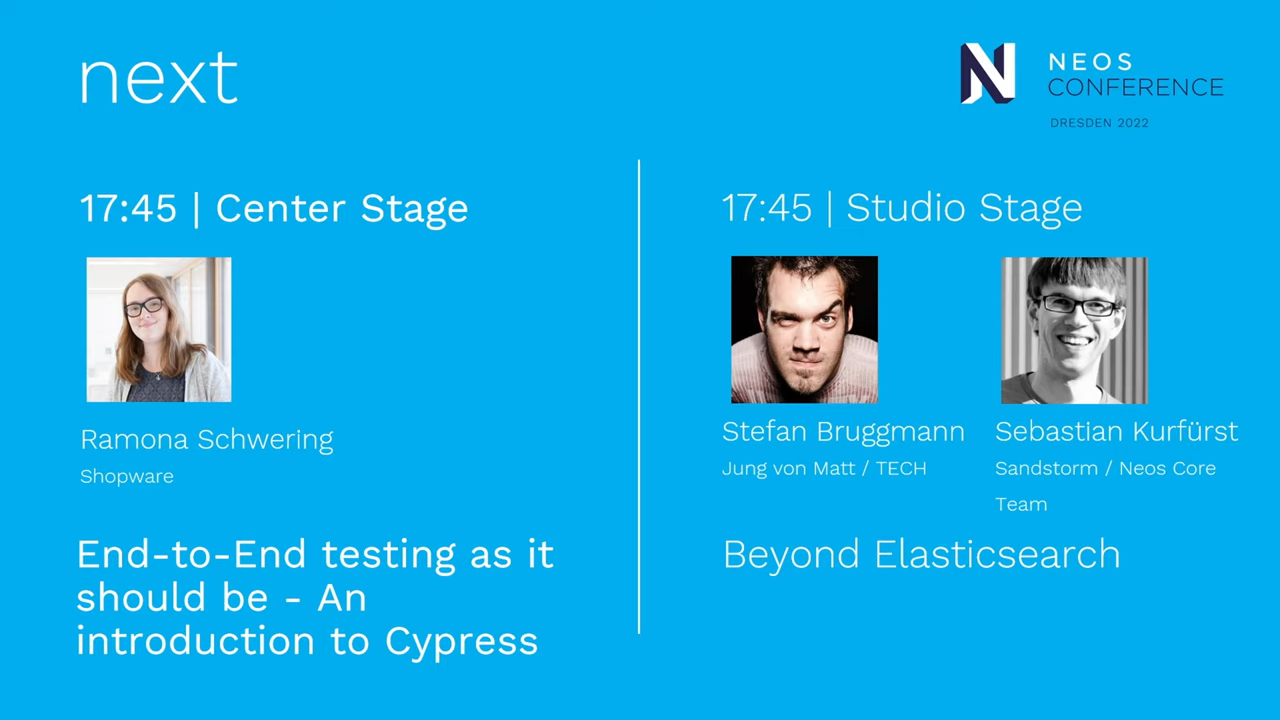 next
NEOS
CONFERENCE
DRESDEN 2022
17:45 | Center Stage
Ramona Schwering
Shopware
End-to-End testing as it
should be - An
introduction to Cypress
17:45 | Studio Stage
Stefan Bruggmann
Jung von Matt / TECH
Sebastian Kurfürst
Sandstorm / Neos Core
Team
Beyond Elasticsearch